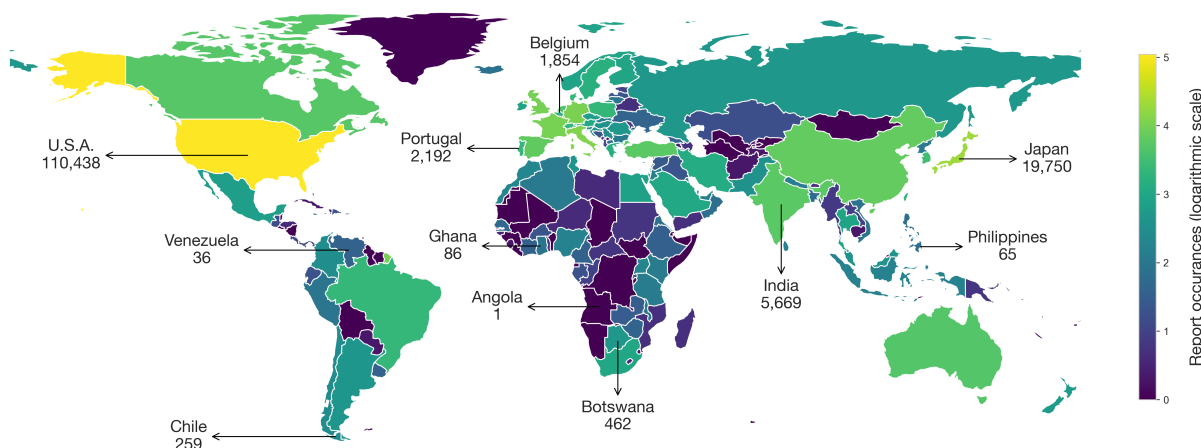 Belgium
1,854
U.S.A.
110,438
Portugal
2,192
Japan
19,750
Venezuela
36
Ghana
86
Philippines
65
India
5,669
Angola
1
Botswana
462
Chile
259
5
4
3
2
1
0
Report occurances (logarithmic scale)